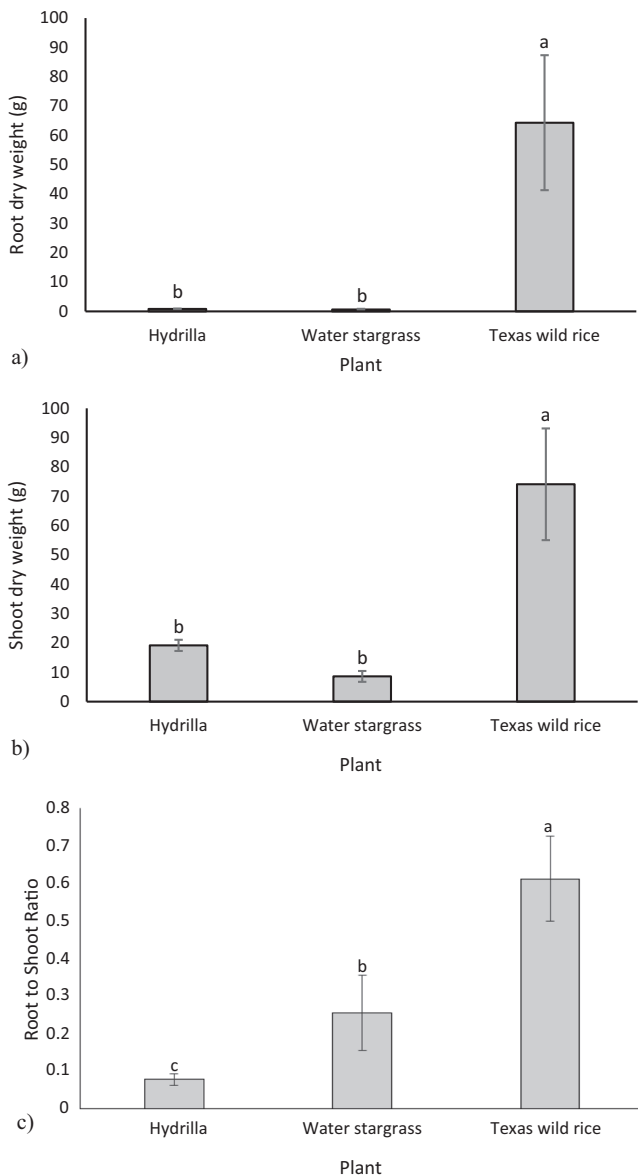 Root dry weight (g)
100
90
80
70
60
50
40
30
20
10
0
b
b
a
Hydrilla
Water stargrass
Texas wild rice
Plant
a)
Shoot dry weight (g)
100
90
80
70
60
50
40
30
20
10
0
b
b
a
Hydrilla
Water stargrass
Texas wild rice
Plant
b)
Root to Shoot Ratio
0.8
0.7
0.6
0.5
0.4
0.3
0.2
0.1
0
c
b
a
Hydrilla
Water stargrass
Texas wild rice
Plant
c)